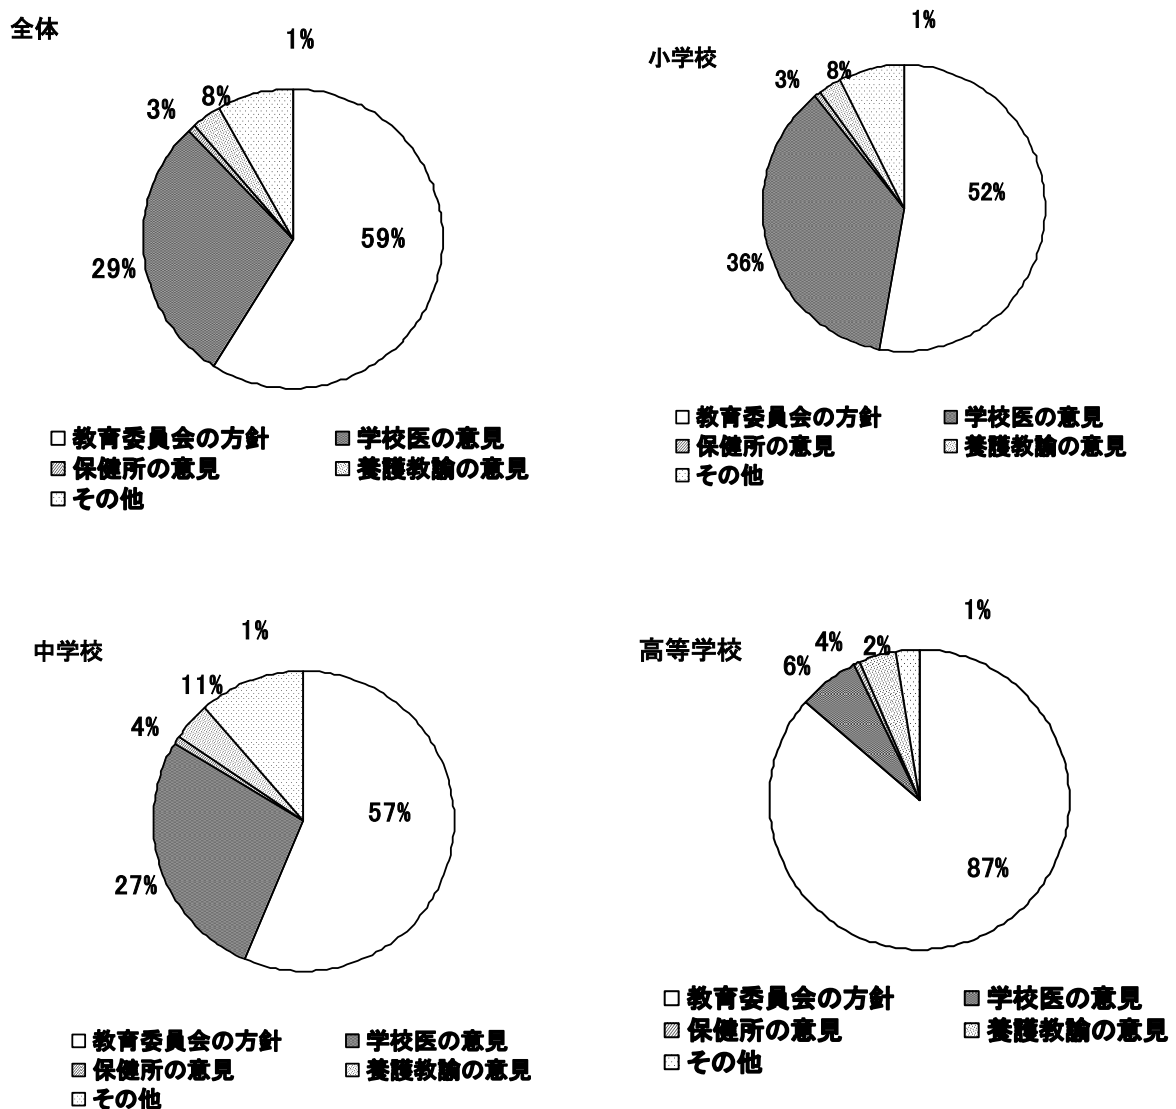 全体
1%
3%
8%
59%
29%
□ 教育委員会の方針 ■ 学校医の意見
保健所の意見 養護教諭の意見
その他
小学校
1%
3%
8%
52%
36%
□ 教育委員会の方針 ■ 学校医の意見
保健所の意見 養護教諭の意見
その他
中学校
1%
11%
4%
57%
27%
□ 教育委員会の方針 ■ 学校医の意見
保健所の意見 養護教諭の意見
その他
高等学校
1%
4%
2%
6%
87%
□ 教育委員会の方針 ■ 学校医の意見
保健所の意見 養護教諭の意見
その他